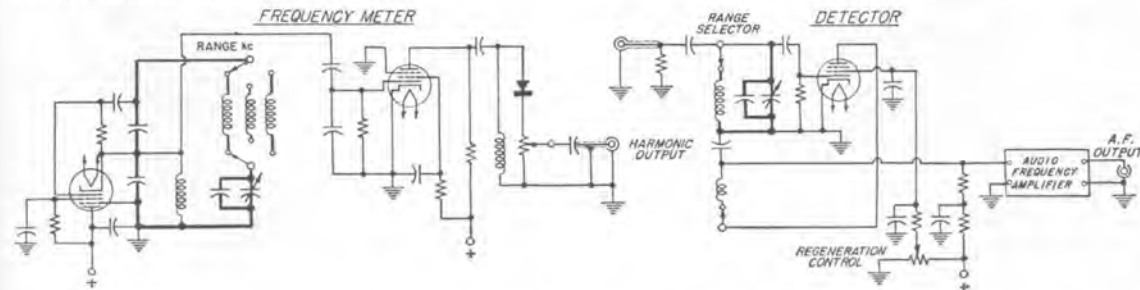 FREQUENCY METER
RANGE kc
+
+
HARMONIC
OUTPUT
DETECTOR
RANGE
SELECTOR
A.F.
OUTPUT
AUDIO
FREQUENCY
AMPLIFIER
REGENERATION
CONTROL
+